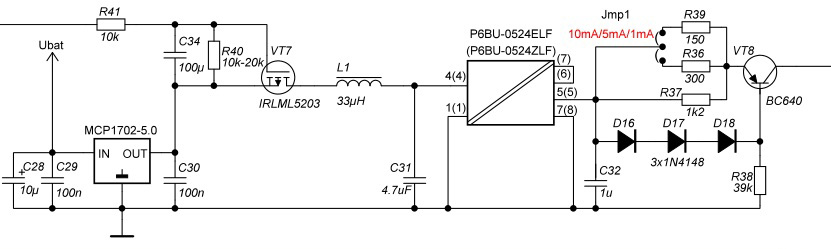 R41
10k
Ubat
C34
100µ
R40
10k-20k
VT7
IRLML5203
L1
33µH
P6BU-0524ELF
(P6BU-0524ZLF)
(7)
(6)
4(4)
5(5)
1(1)
7(8)
Jmp1
10mA/5mA/1mA
R39
150
R36
300
R37
1k2
VT8
BC640
MCP1702-5.0
IN OUT
+
C28
10µ
C29
100n
C30
100n
C31
4.7uF
D16
D17
D18
3x1N4148
C32
1u
R38
39k